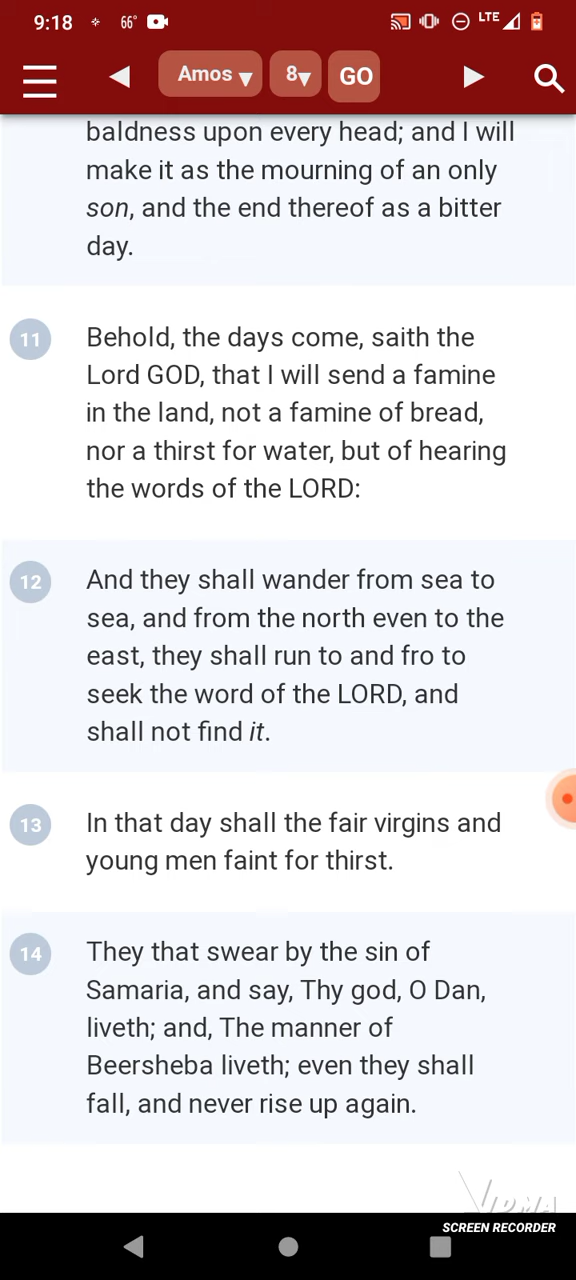 9:18 66° LTE
Amos 8 GO
baldness upon every head; and I will
make it as the mourning of an only
son, and the end thereof as a bitter
day.
11 Behold, the days come, saith the
Lord GOD, that I will send a famine
in the land, not a famine of bread,
nor a thirst for water, but of hearing
the words of the LORD:
12 And they shall wander from sea to
sea, and from the north even to the
east, they shall run to and fro to
seek the word of the LORD, and
shall not find it.
13 In that day shall the fair virgins and
young men faint for thirst.
14 They that swear by the sin of
Samaria, and say, Thy god, O Dan,
liveth; and, The manner of
Beersheba liveth; even they shall
fall, and never rise up again.
VIDMA
SCREEN RECORDER